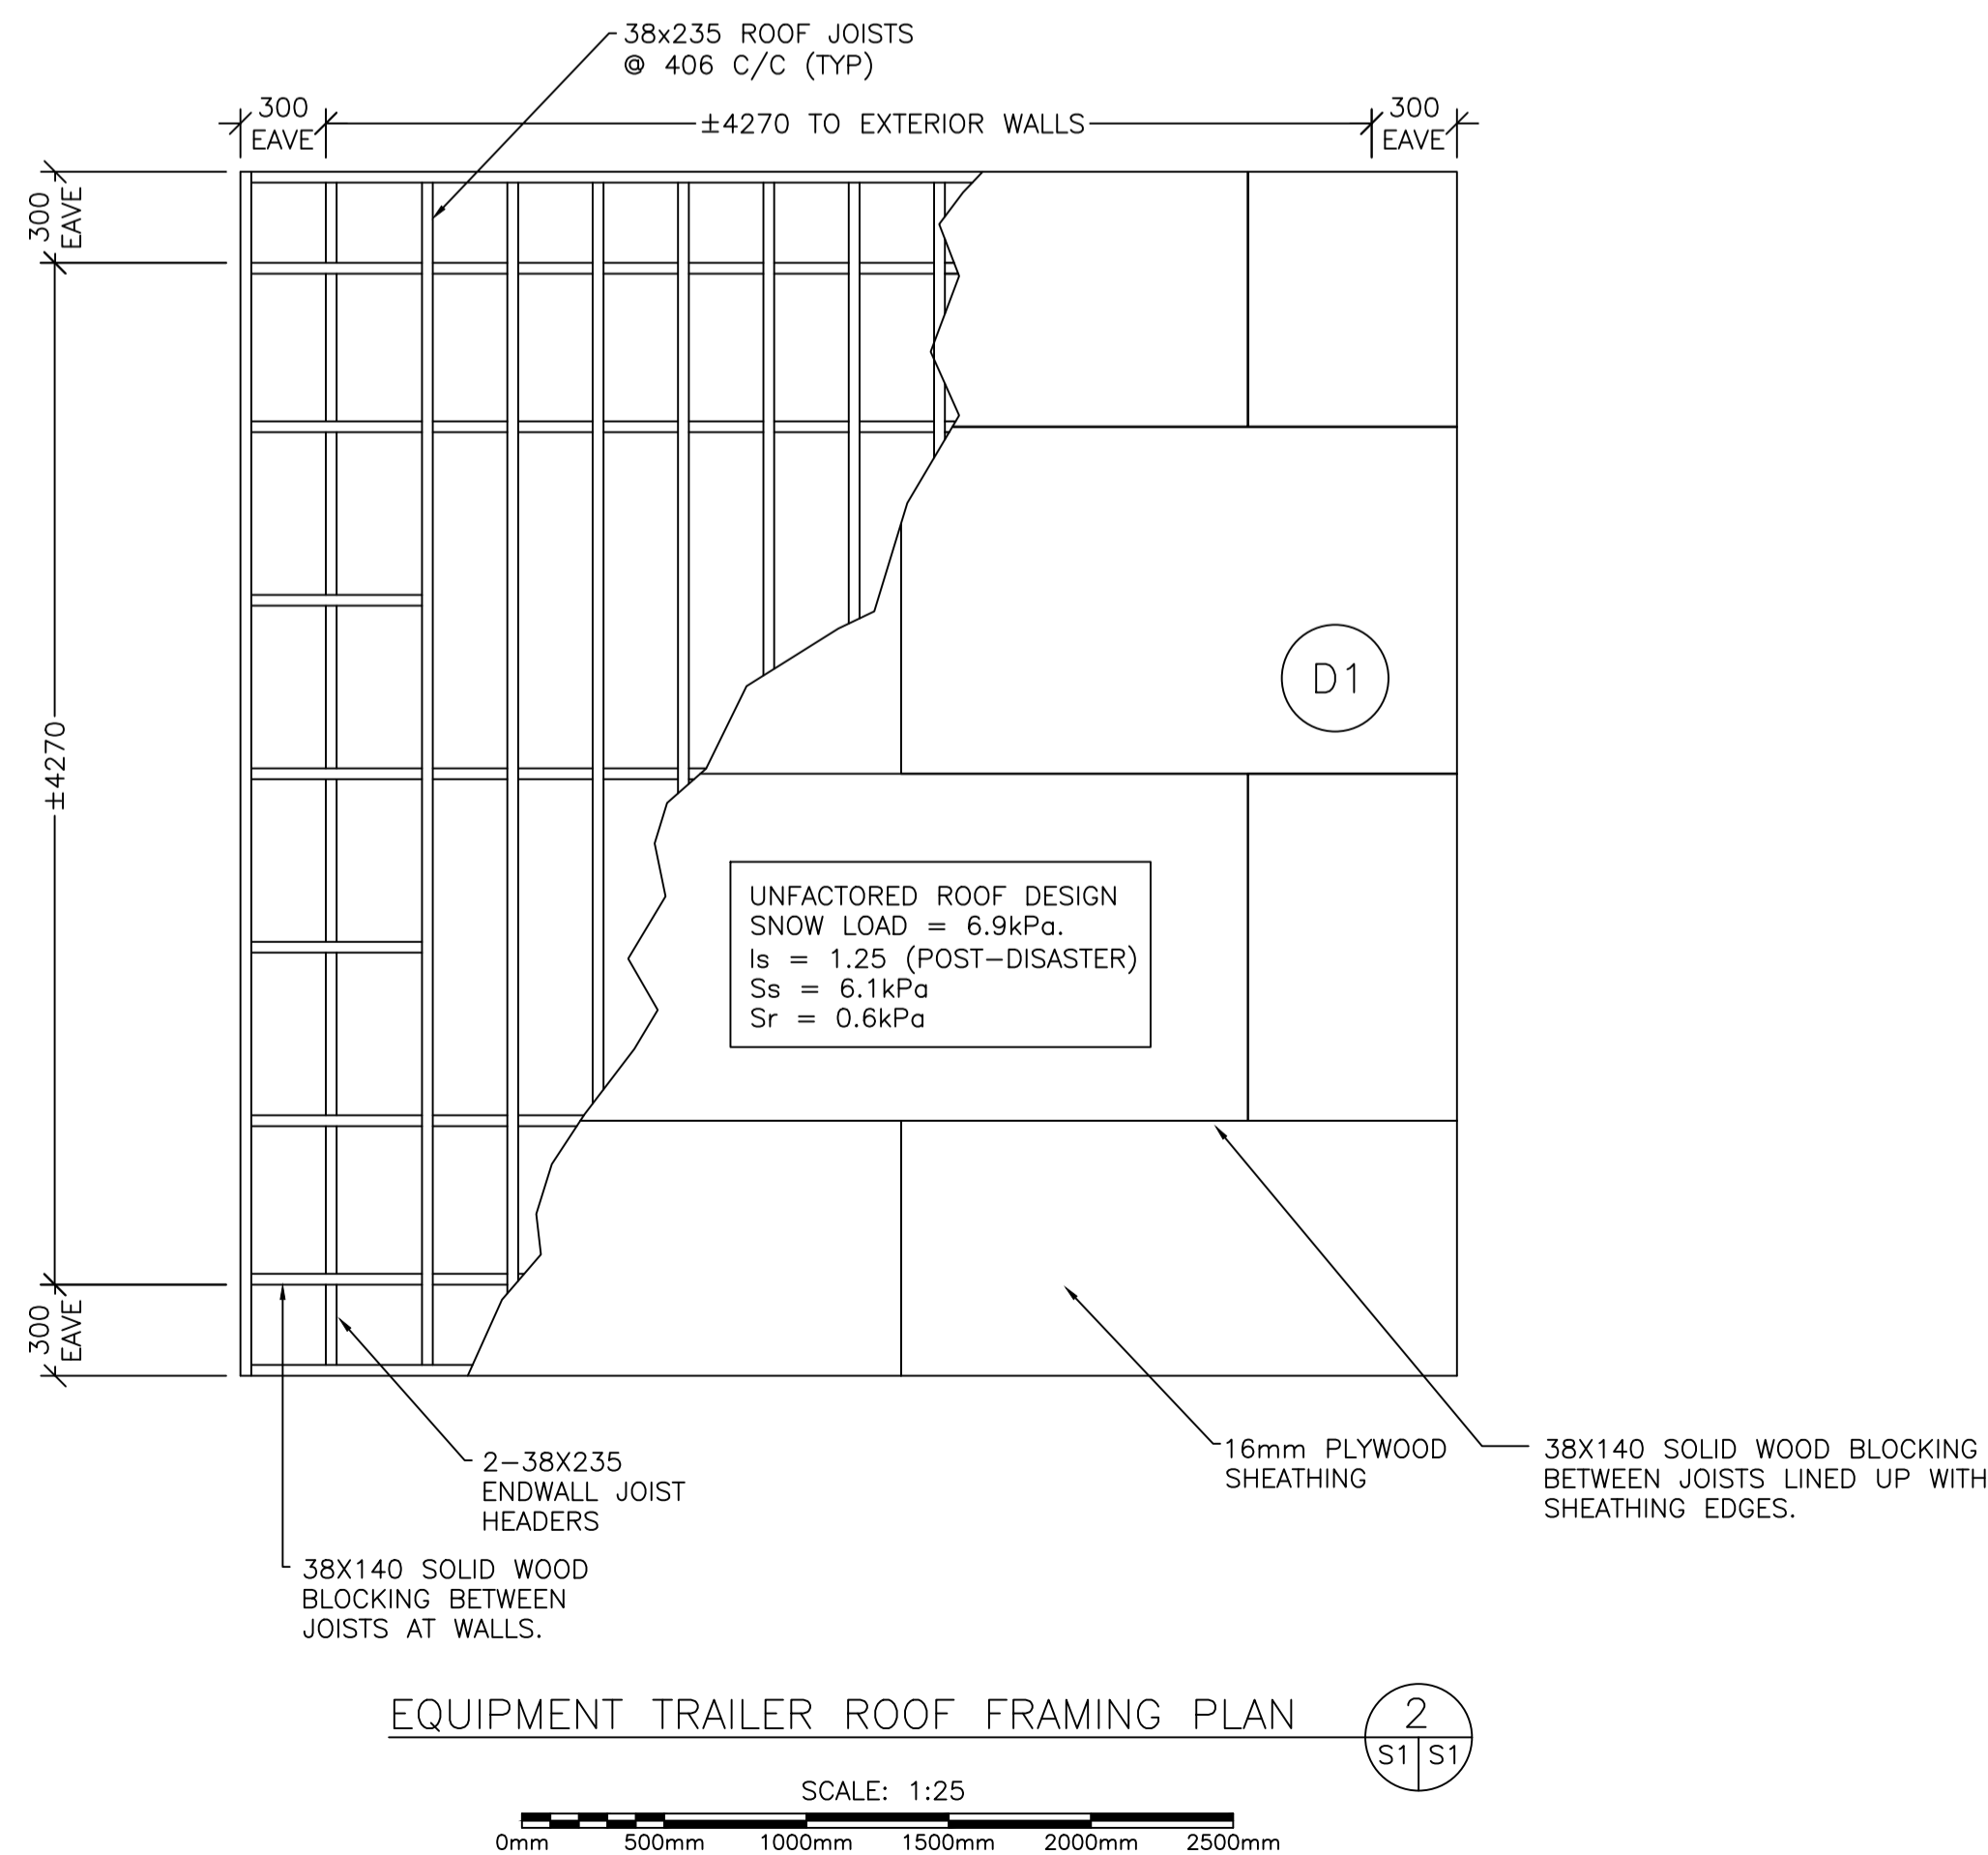 38x235 ROOF JOISTS
@ 406 C/C (TYP)
300
EAVE
±4270 TO EXTERIOR WALLS
300
EAVE
300
EAVE
±4270
300
EAVE
D1
UNFACTORED ROOF DESIGN
SNOW LOAD = 6.9kPa.
Is = 1.25 (POST-DISASTER)
Ss = 6.1kPa
Sr = 0.6kPa
16mm PLYWOOD
SHEATHING
38X140 SOLID WOOD BLOCKING
BETWEEN JOISTS LINED UP WITH
SHEATHING EDGES.
2-38X235
ENDWALL JOIST
HEADERS
38X140 SOLID WOOD
BLOCKING BETWEEN
JOISTS AT WALLS.
EQUIPMENT TRAILER ROOF FRAMING PLAN
2
S1 S1
SCALE: 1:25
0mm 500mm 1000mm 1500mm 2000mm 2500mm